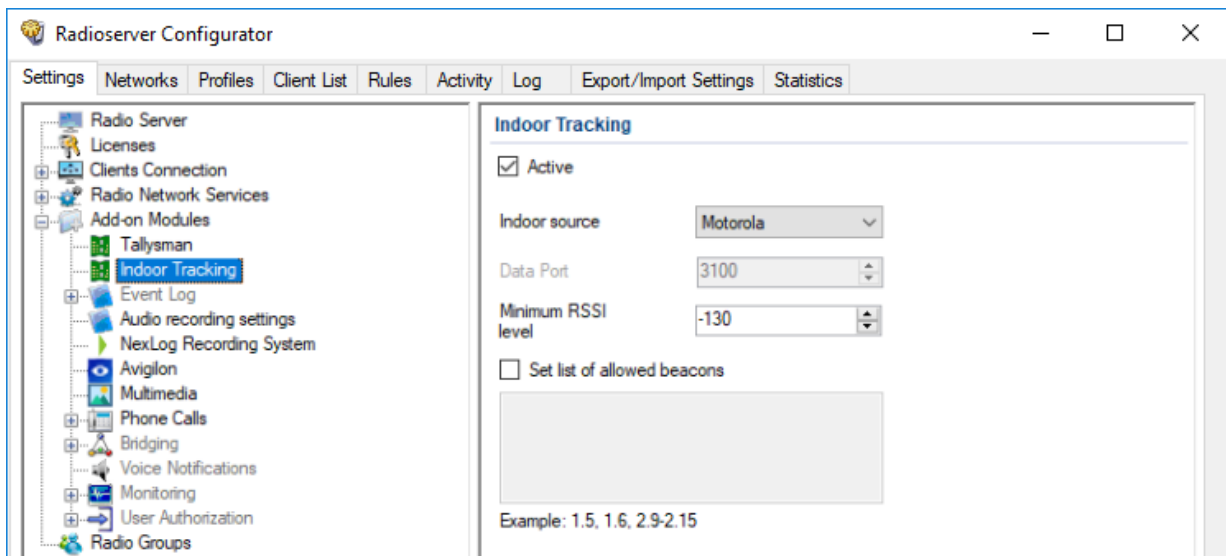 Radioserver Configurator
Settings Networks Profiles Client List Rules Activity Log Export/Import Settings Statistics
Radio Server
Licenses
Clients Connection
Radio Network Services
Add-on Modules
Tallysman
Indoor Tracking
Event Log
Audio recording settings
NexLog Recording System
Avigilon
Multimedia
Phone Calls
Bridging
Voice Notifications
Monitoring
User Authorization
Radio Groups
Indoor Tracking
Active
Indoor source Motorola
Data Port 3100
Minimum RSSI
level -130
Set list of allowed beacons
Example: 1.5, 1.6, 2.9-2.15